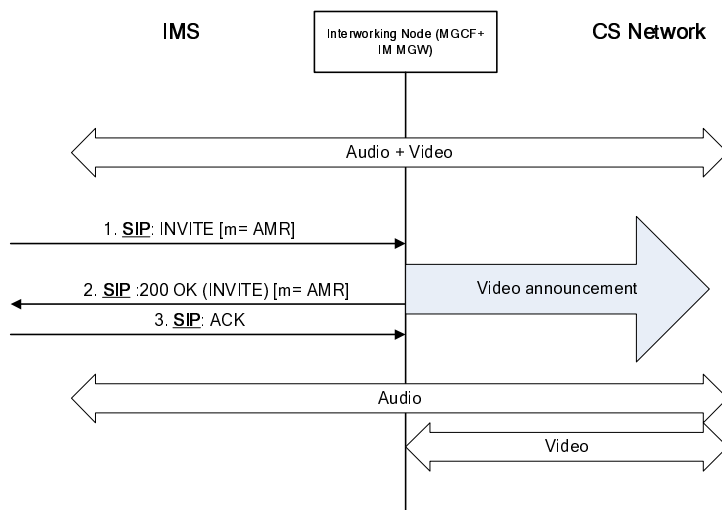 IMS
Interworking Node (MGCF+
IM MGW)
CS Network
Audio + Video
1. SIP: INVITE [m= AMR]
2. SIP :200 OK (INVITE) [m= AMR]
Video announcement
3. SIP: ACK
Audio
Video